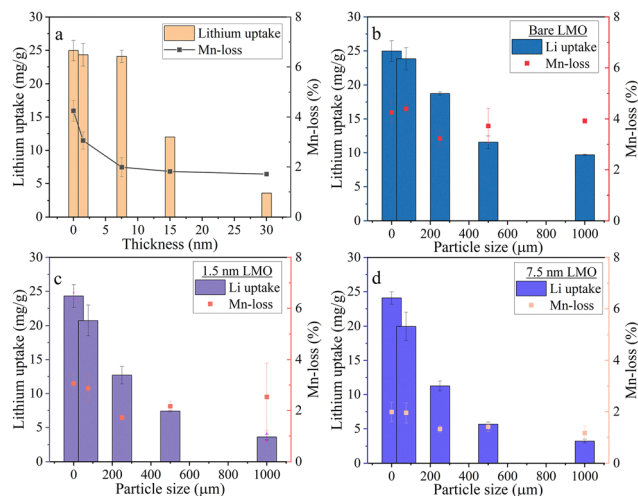 a
Lithium uptake
Mn-loss
Lithium uptake (mg/g)
30
25
20
15
10
5
0
8
6
4
2
0
Mn-loss (%)
0 5 10 15 20 25 30
Thickness (nm)
b
Bare LMO
Li uptake
Mn-loss
Lithium uptake (mg/g)
30
25
20
15
10
5
0
8
6
4
2
0
Mn-loss (%)
0 200 400 600 800 1000
Particle size (μm)
c
1.5 nm LMO
Li uptake
Mn-loss
Lithium uptake (mg/g)
30
25
20
15
10
5
0
8
6
4
2
0
Mn-loss (%)
0 200 400 600 800 1000
Particle size (μm)
d
7.5 nm LMO
Li uptake
Mn-loss
Lithium uptake (mg/g)
30
25
20
15
10
5
0
8
6
4
2
0
Mn-loss (%)
0 200 400 600 800 1000
Particle size (μm)